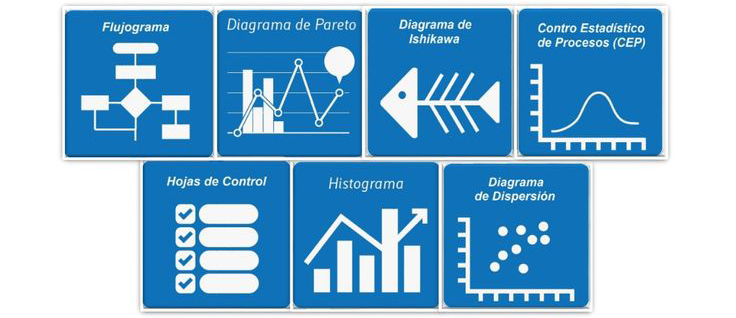 Flujograma
Diagrama de Pareto
Diagrama de
Ishikawa
Contro Estadístico
de Procesos (CEP)
Hojas de Control
Histograma
Diagrama
de Dispersión